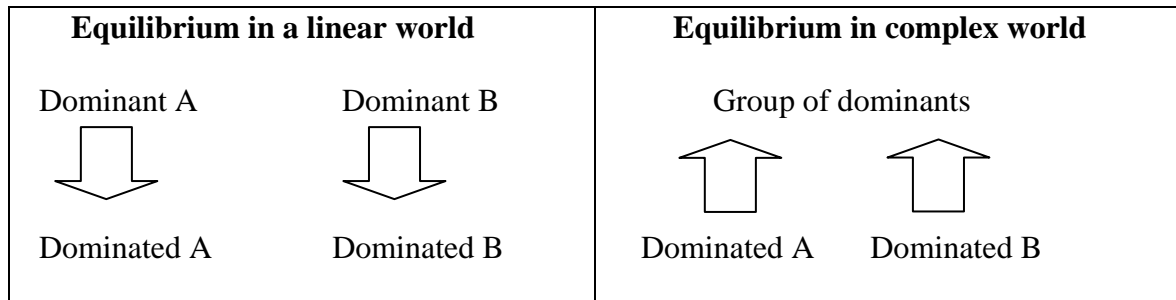 Equilibrium in a linear world
Dominant A Dominant B
Dominated A Dominated B
Equilibrium in complex world
Group of dominants
Dominated A Dominated B